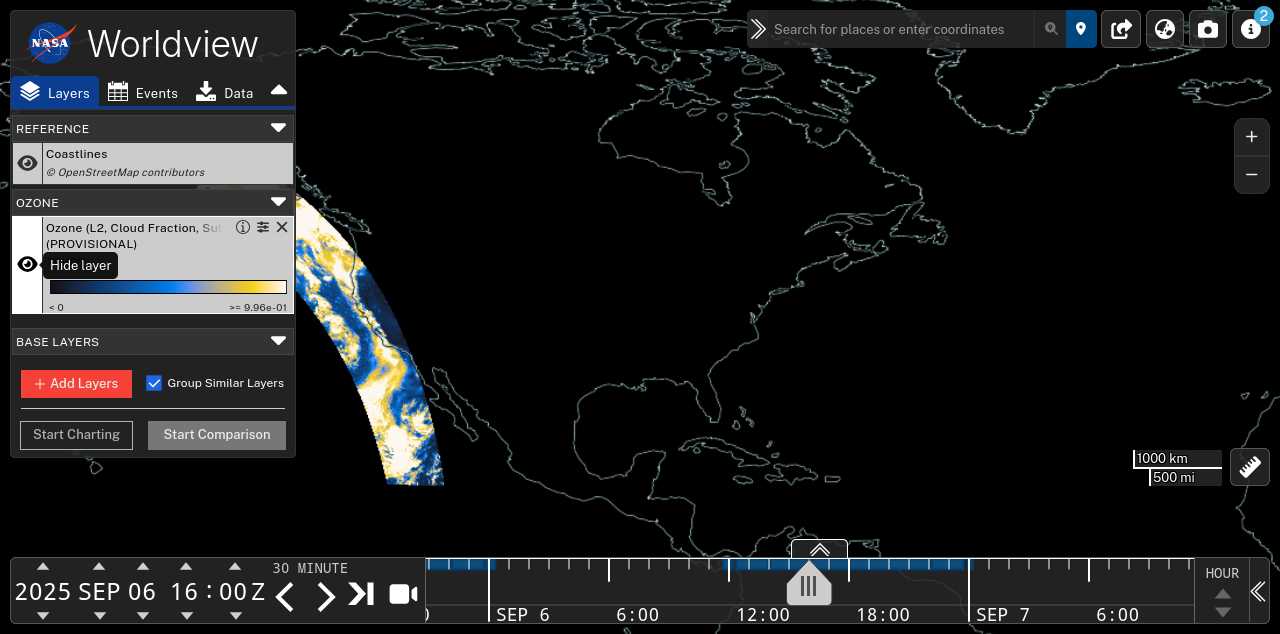 NASA Worldview
Search for places or enter coordinates
2
Layers Events Data
REFERENCE
Coastlines
© OpenStreetMap contributors
OZONE
Ozone (L2, Cloud Fraction, Su
(PROVISIONAL)
Hide layer
< 0 >= 9.96e-01
BASE LAYERS
+ Add Layers Group Similar Layers
Start Charting Start Comparison
1000 km
500 mi
2025 SEP 06 16 : 00 Z
30 MINUTE
SEP 6 6:00 12:00 18:00 SEP 7 6:00
HOUR